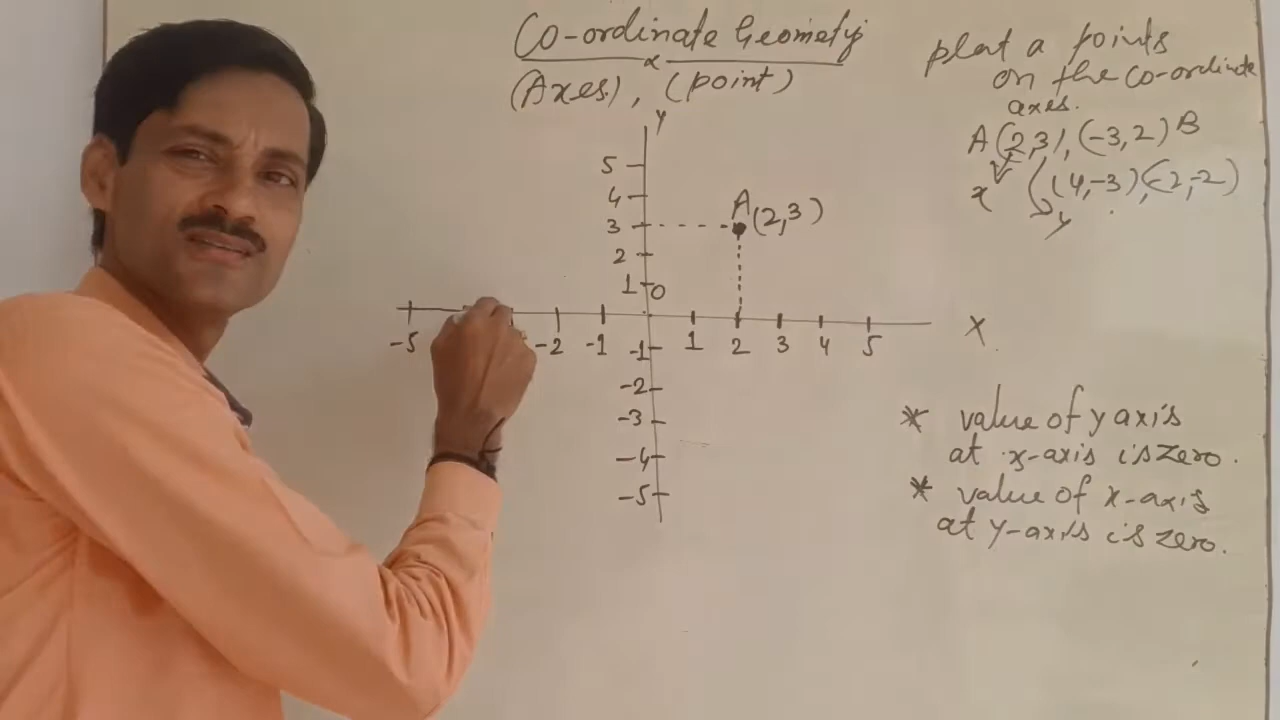 Co-ordinate Geometry
(Axes), (point)
plot a points
on the co-ordinate
axes.
A(2,3), (-3,2) B
x (4,-3), (-2,-2)
y
y
5
4
3
2
1
0
A(2,3)
-5 -2 -1 1 2 3 4 5
X
-1
-2
-3
-4
-5
* value of y axis
at x-axis is zero.
* value of x-axis
at y-axis is zero.